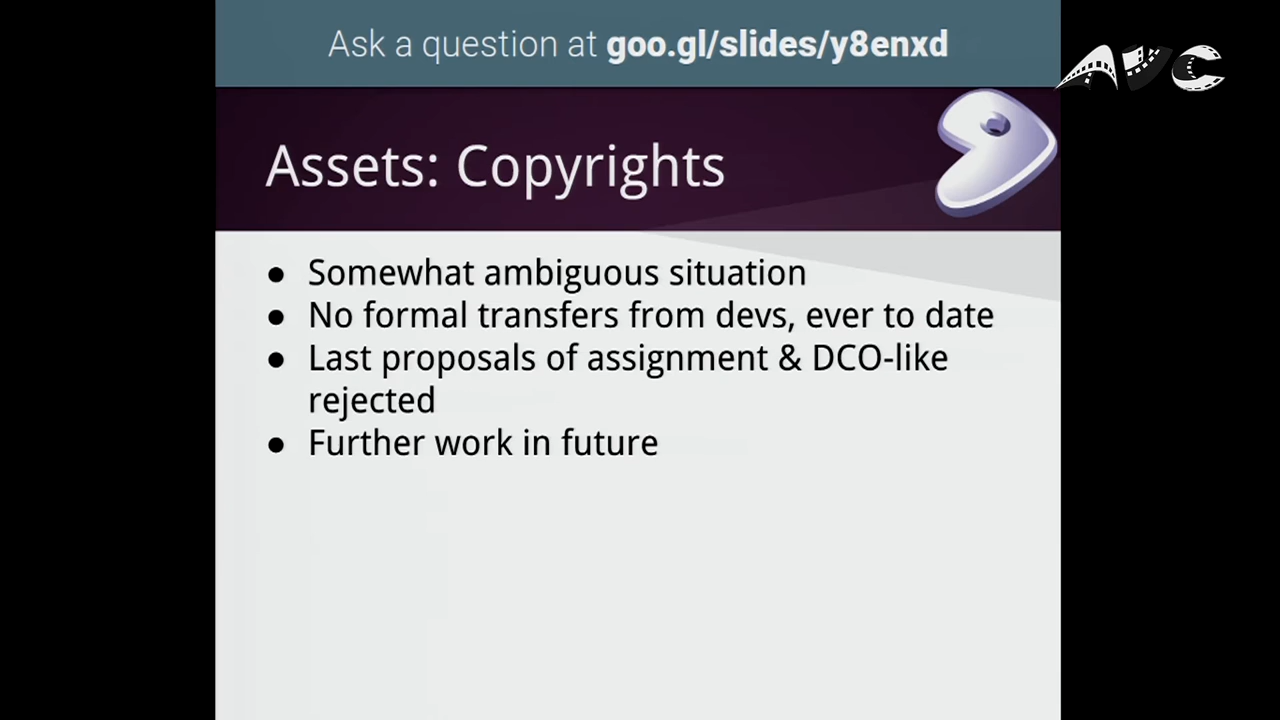 Ask a question at goo.gl/slides/y8enxd
AVC
Assets: Copyrights
● Somewhat ambiguous situation
● No formal transfers from devs, ever to date
● Last proposals of assignment & DCO-like
rejected
● Further work in future